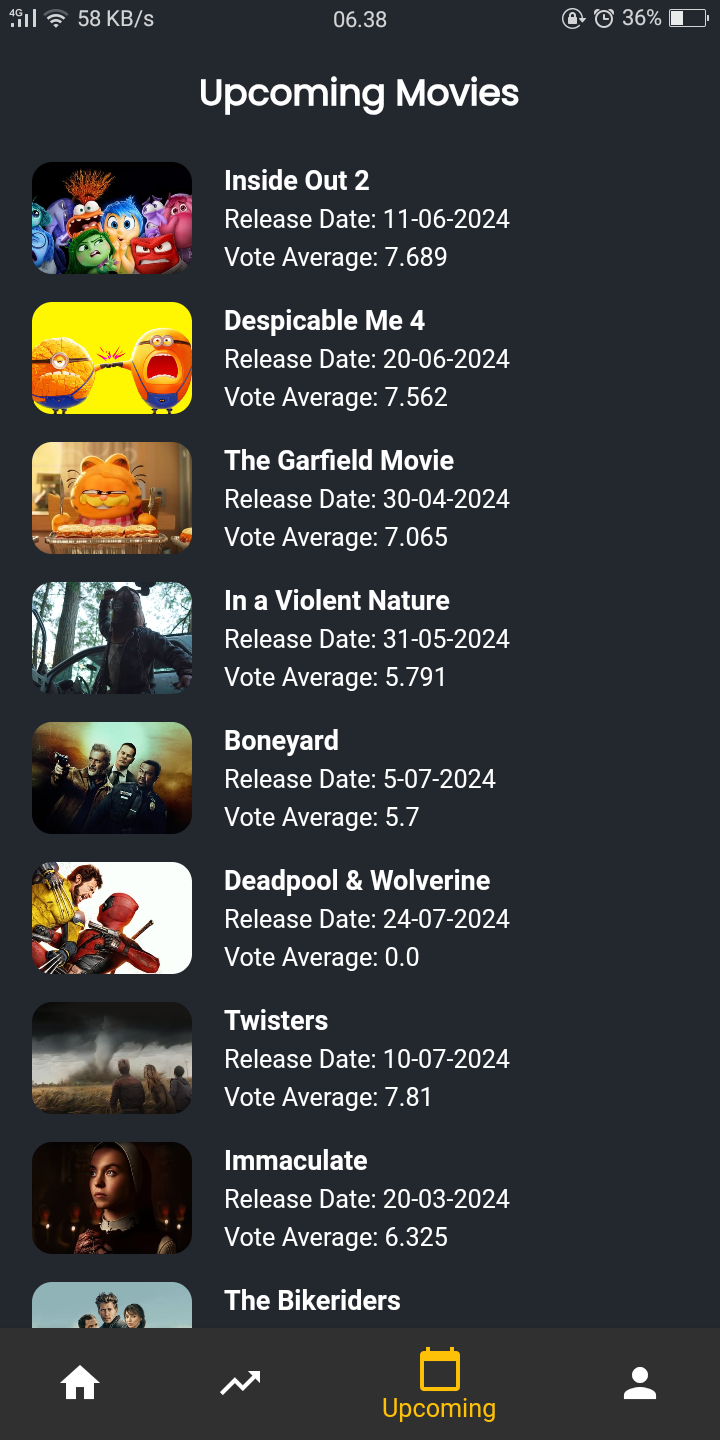 4G 58 KB/s 06.38 36%
Upcoming Movies
Inside Out 2
Release Date: 11-06-2024
Vote Average: 7.689
Despicable Me 4
Release Date: 20-06-2024
Vote Average: 7.562
The Garfield Movie
Release Date: 30-04-2024
Vote Average: 7.065
In a Violent Nature
Release Date: 31-05-2024
Vote Average: 5.791
Boneyard
Release Date: 5-07-2024
Vote Average: 5.7
Deadpool & Wolverine
Release Date: 24-07-2024
Vote Average: 0.0
Twisters
Release Date: 10-07-2024
Vote Average: 7.81
Immaculate
Release Date: 20-03-2024
Vote Average: 6.325
The Bikeriders
Upcoming